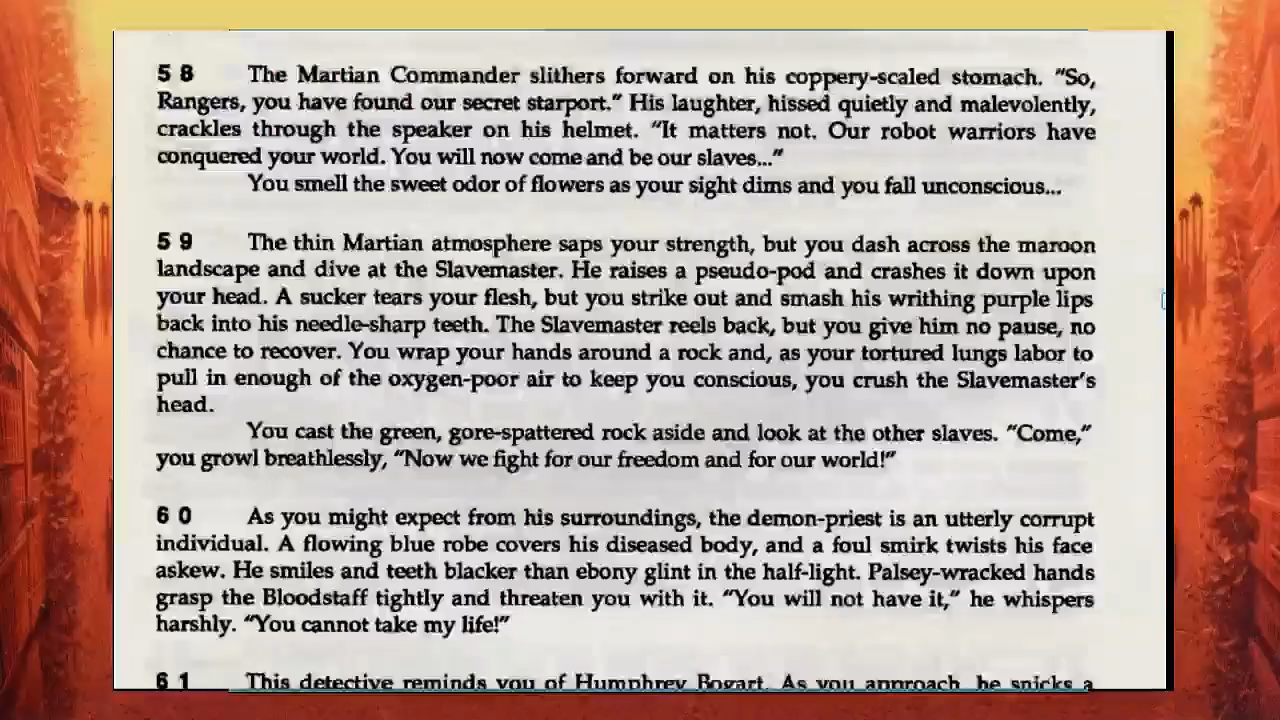 58 The Martian Commander slithers forward on his coppery-scaled stomach. “So,
Rangers, you have found our secret starport.” His laughter, hissed quietly and malevolently,
crackles through the speaker on his helmet. “It matters not. Our robot warriors have
conquered your world. You will now come and be our slaves...”
You smell the sweet odor of flowers as your sight dims and you fall unconscious...
59 The thin Martian atmosphere saps your strength, but you dash across the maroon
landscape and dive at the Slavemaster. He raises a pseudo-pod and crashes it down upon
your head. A sucker tears your flesh, but you strike out and smash his writhing purple lips
back into his needle-sharp teeth. The Slavemaster reels back, but you give him no pause, no
chance to recover. You wrap your hands around a rock and, as your tortured lungs labor to
pull in enough of the oxygen-poor air to keep you conscious, you crush the Slavemaster’s
head.
You cast the green, gore-spattered rock aside and look at the other slaves. “Come,”
you growl breathlessly, “Now we fight for our freedom and for our world!”
60 As you might expect from his surroundings, the demon-priest is an utterly corrupt
individual. A flowing blue robe covers his diseased body, and a foul smirk twists his face
askew. He smiles and teeth blacker than ebony glint in the half-light. Palsey-wracked hands
grasp the Bloodstaff tightly and threaten you with it. “You will not have it,” he whispers
harshly. “You cannot take my life!”
61 This detective reminds you of Humphrey Bogart. As you approach, he snicks a